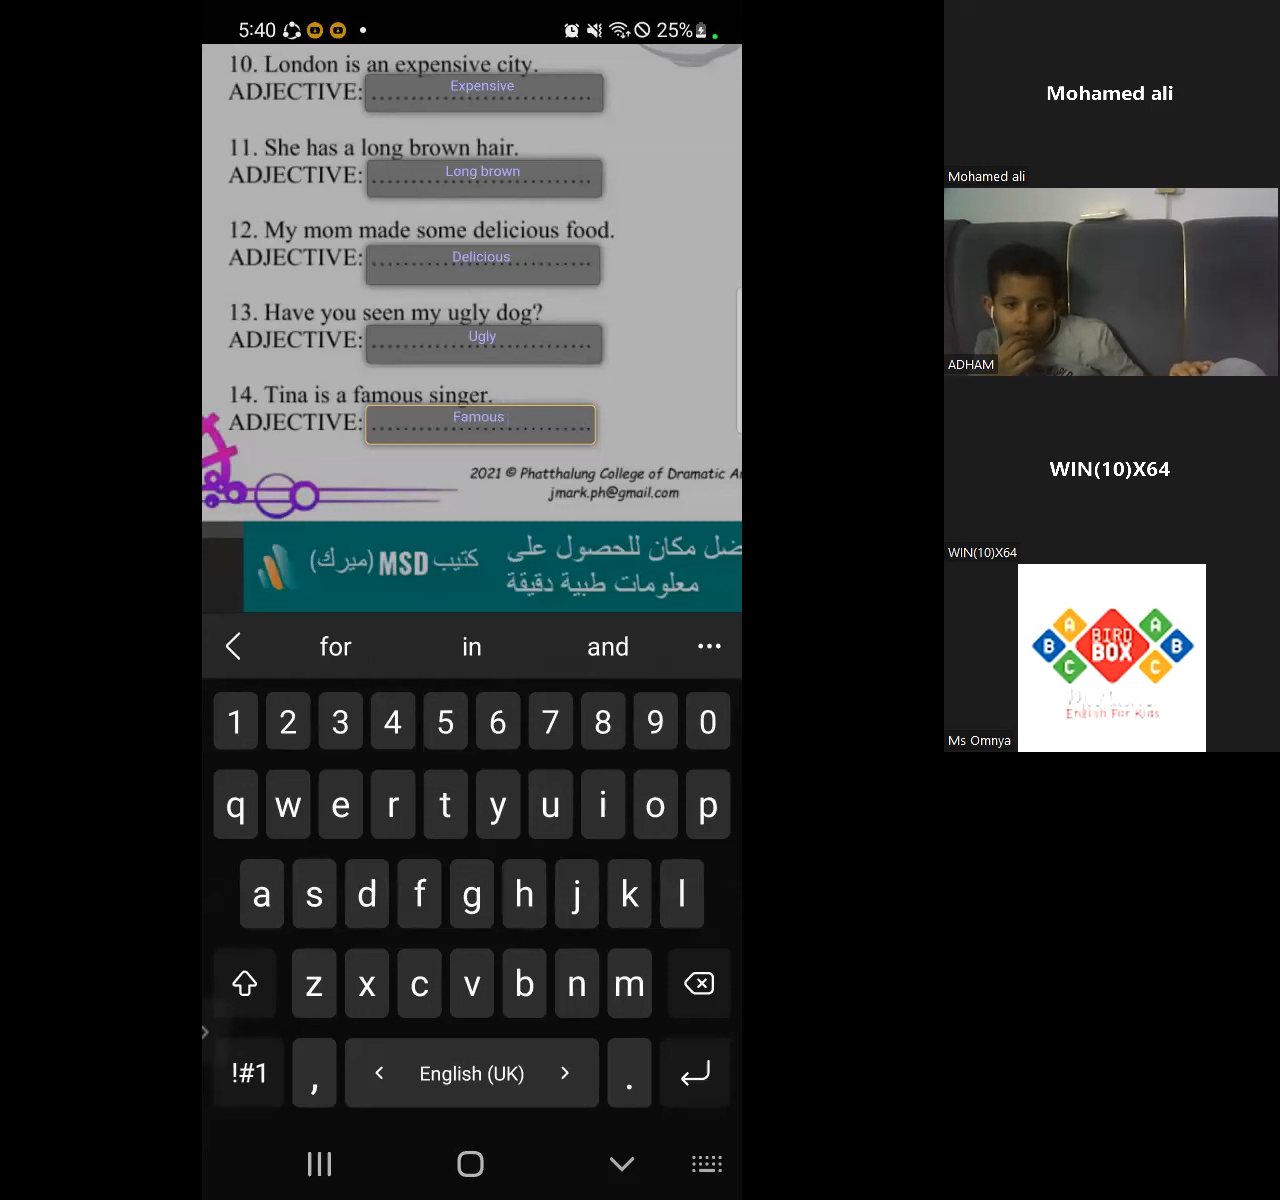 5:40
25%
10. London is an expensive city.
ADJECTIVE: Expensive
11. She has a long brown hair.
ADJECTIVE: Long brown
12. My mom made some delicious food.
ADJECTIVE: Delicious
13. Have you seen my ugly dog?
ADJECTIVE: Ugly
14. Tina is a famous singer.
ADJECTIVE: Famous
2021 © Phatthalung College of Dramatic
jmark.ph@gmail.com
مكان للحصول على
معلومات طبية دقيقة
كتيب MSD (ميرك)
for in and
1 2 3 4 5 6 7 8 9 0
q w e r t y u i o p
a s d f g h j k l
z x c v b n m
!#1 , < English (UK) > .
Mohamed ali
Mohamed ali
ADHAM
WIN(10)X64
WIN(10)X64
A A
B BIRD B
BOX
C C
English For Kids
Ms Omnya